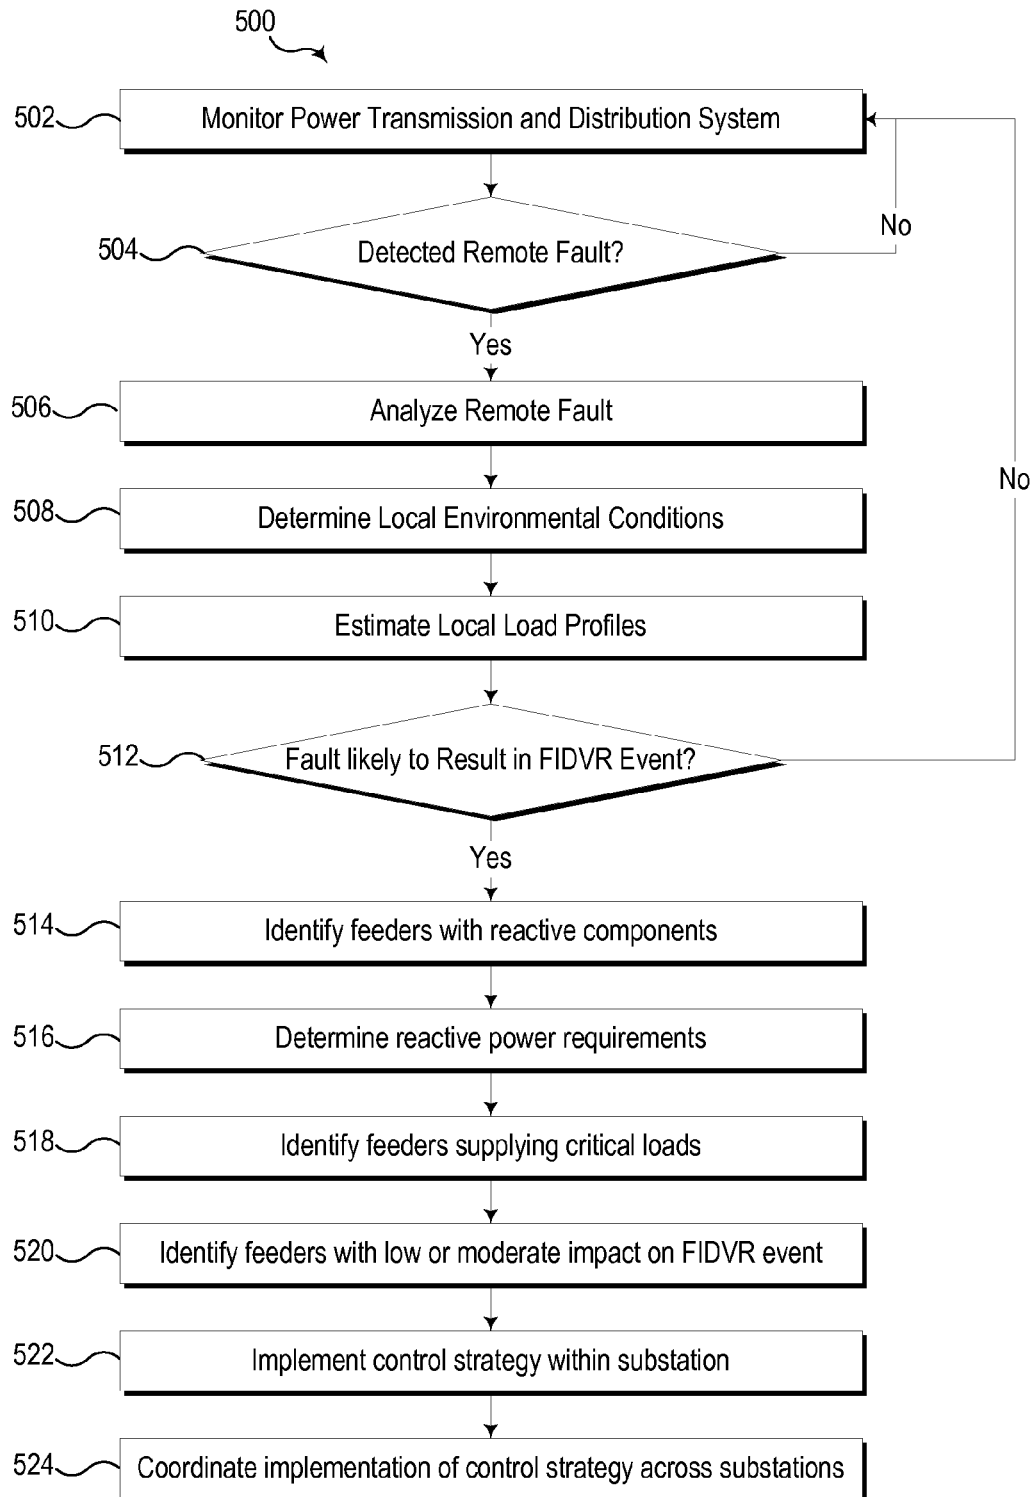 500
502
Monitor Power Transmission and Distribution System
504
Detected Remote Fault?
No
Yes
506
Analyze Remote Fault
508
Determine Local Environmental Conditions
510
Estimate Local Load Profiles
No
512
Fault likely to Result in FIDVR Event?
Yes
514
Identify feeders with reactive components
516
Determine reactive power requirements
518
Identify feeders supplying critical loads
520
Identify feeders with low or moderate impact on FIDVR event
522
Implement control strategy within substation
524
Coordinate implementation of control strategy across substations